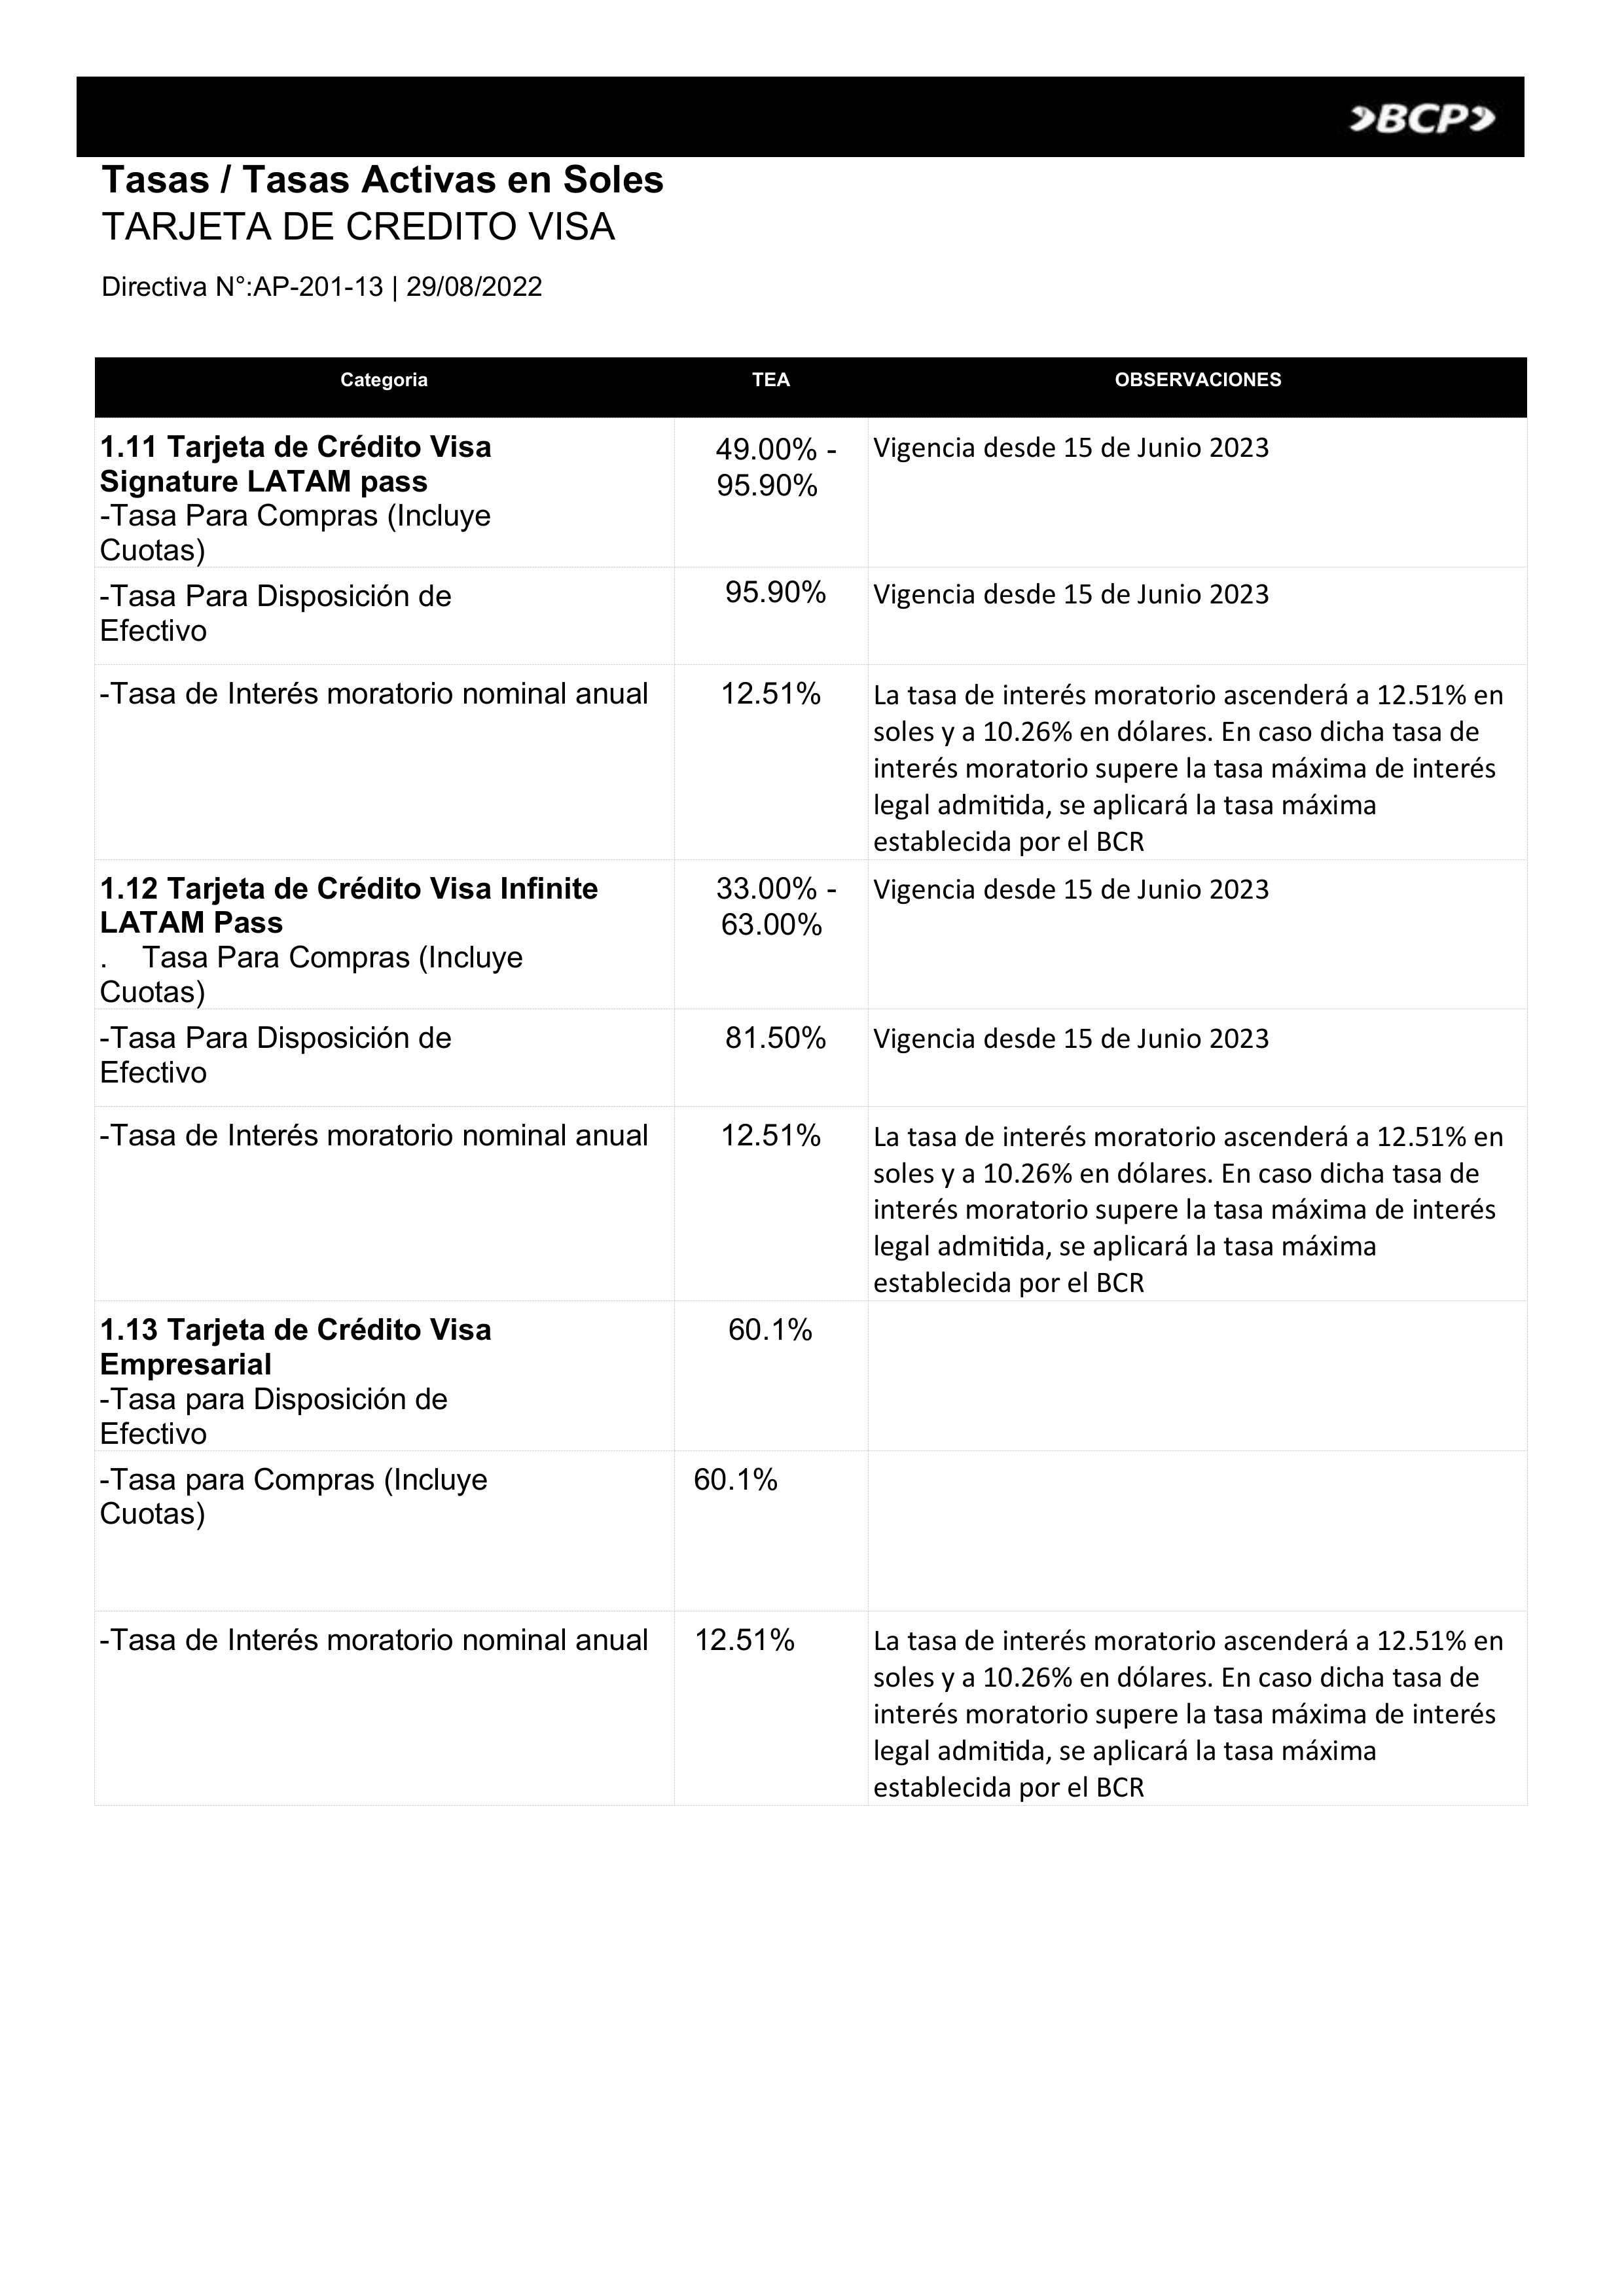 BCP
Tasas / Tasas Activas en Soles
TARJETA DE CREDITO VISA
Directiva N°:AP-201-13 | 29/08/2022
Categoria TEA OBSERVACIONES
1.11 Tarjeta de Crédito Visa
Signature LATAM pass
-Tasa Para Compras (Incluye
Cuotas)
49.00% -
95.90%
Vigencia desde 15 de Junio 2023
-Tasa Para Disposición de
Efectivo
95.90%
Vigencia desde 15 de Junio 2023
-Tasa de Interés moratorio nominal anual
12.51%
La tasa de interés moratorio ascenderá a 12.51% en
soles y a 10.26% en dólares. En caso dicha tasa de
interés moratorio supere la tasa máxima de interés
legal admitida, se aplicará la tasa máxima
establecida por el BCR
1.12 Tarjeta de Crédito Visa Infinite
LATAM Pass
. Tasa Para Compras (Incluye
Cuotas)
33.00% -
63.00%
Vigencia desde 15 de Junio 2023
-Tasa Para Disposición de
Efectivo
81.50%
Vigencia desde 15 de Junio 2023
-Tasa de Interés moratorio nominal anual
12.51%
La tasa de interés moratorio ascenderá a 12.51% en
soles y a 10.26% en dólares. En caso dicha tasa de
interés moratorio supere la tasa máxima de interés
legal admitida, se aplicará la tasa máxima
establecida por el BCR
1.13 Tarjeta de Crédito Visa
Empresarial
-Tasa para Disposición de
Efectivo
60.1%
-Tasa para Compras (Incluye
Cuotas)
60.1%
-Tasa de Interés moratorio nominal anual
12.51%
La tasa de interés moratorio ascenderá a 12.51% en
soles y a 10.26% en dólares. En caso dicha tasa de
interés moratorio supere la tasa máxima de interés
legal admitida, se aplicará la tasa máxima
establecida por el BCR